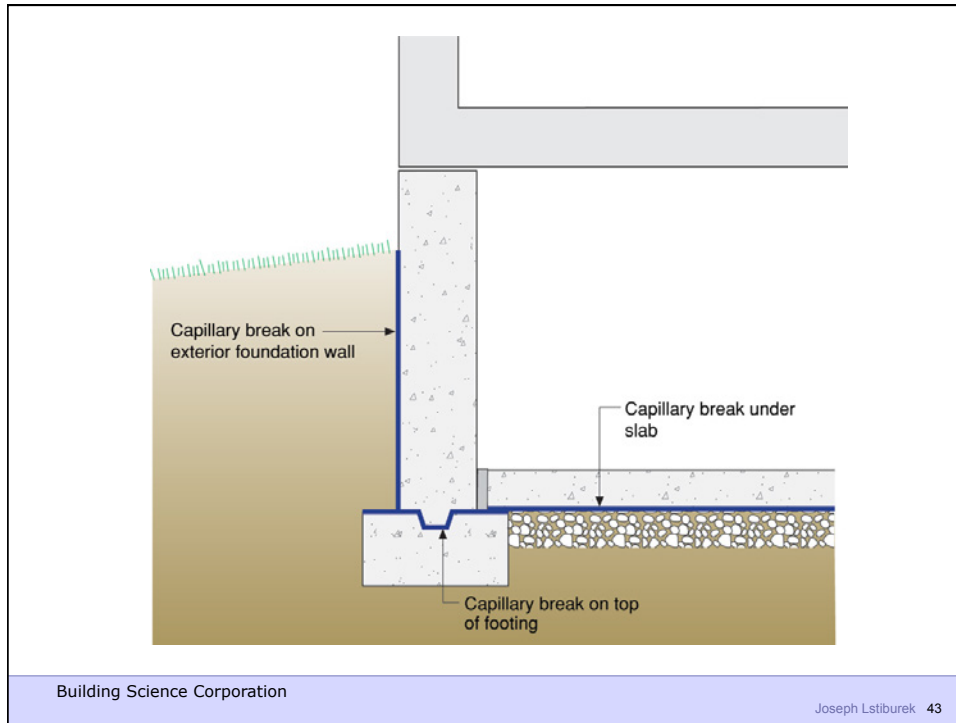 Capillary break on
exterior foundation wall
Capillary break under
slab
Capillary break on top
of footing
Building Science Corporation
Joseph Lstiburek 43